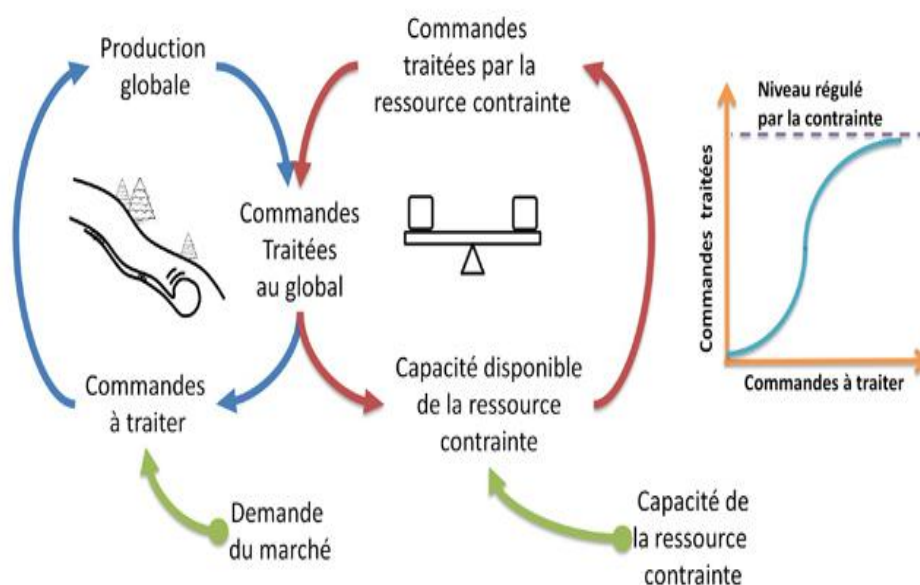 Production
globale
Commandes
traitées par la
ressource contrainte
Niveau régulé
par la contrainte
Commandes traitées
Commandes à traiter
Commandes
Traitées
au global
Commandes
à traiter
Capacité disponible
de la ressource
contrainte
Demande
du marché
Capacité de
la ressource
contrainte